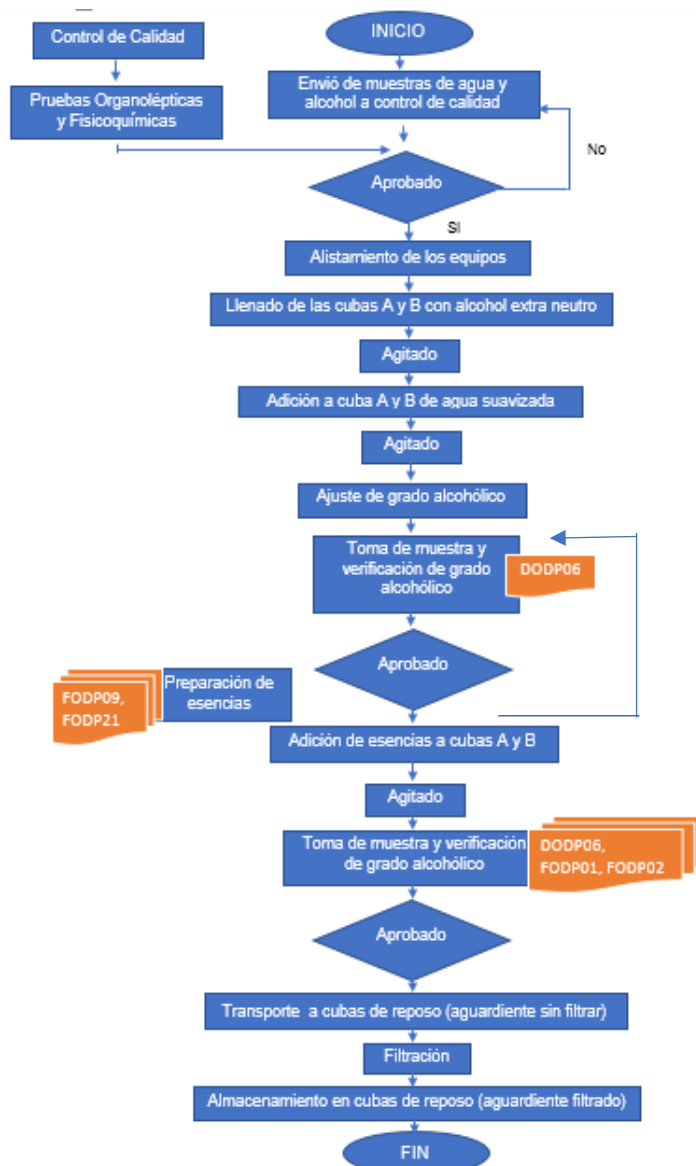 Control de Calidad
INICIO
Pruebas Organolépticas
y Fisicoquímicas
Envió de muestras de agua y
alcohol a control de calidad
No
Aprobado
SI
Alistamiento de los equipos
Llenado de las cubas A y B con alcohol extra neutro
Agitado
Adición a cuba A y B de agua suavizada
Agitado
Ajuste de grado alcohólico
Toma de muestra y
verificación de grado
alcohólico
DODP06
Aprobado
FODP09,
FODP21
Preparación de
esencias
Adición de esencias a cubas A y B
Agitado
Toma de muestra y verificación
de grado alcohólico
DODP06,
FODP01, FODP02
Aprobado
Transporte a cubas de reposo (aguardiente sin filtrar)
Filtración
Almacenamiento en cubas de reposo (aguardiente filtrado)
FIN